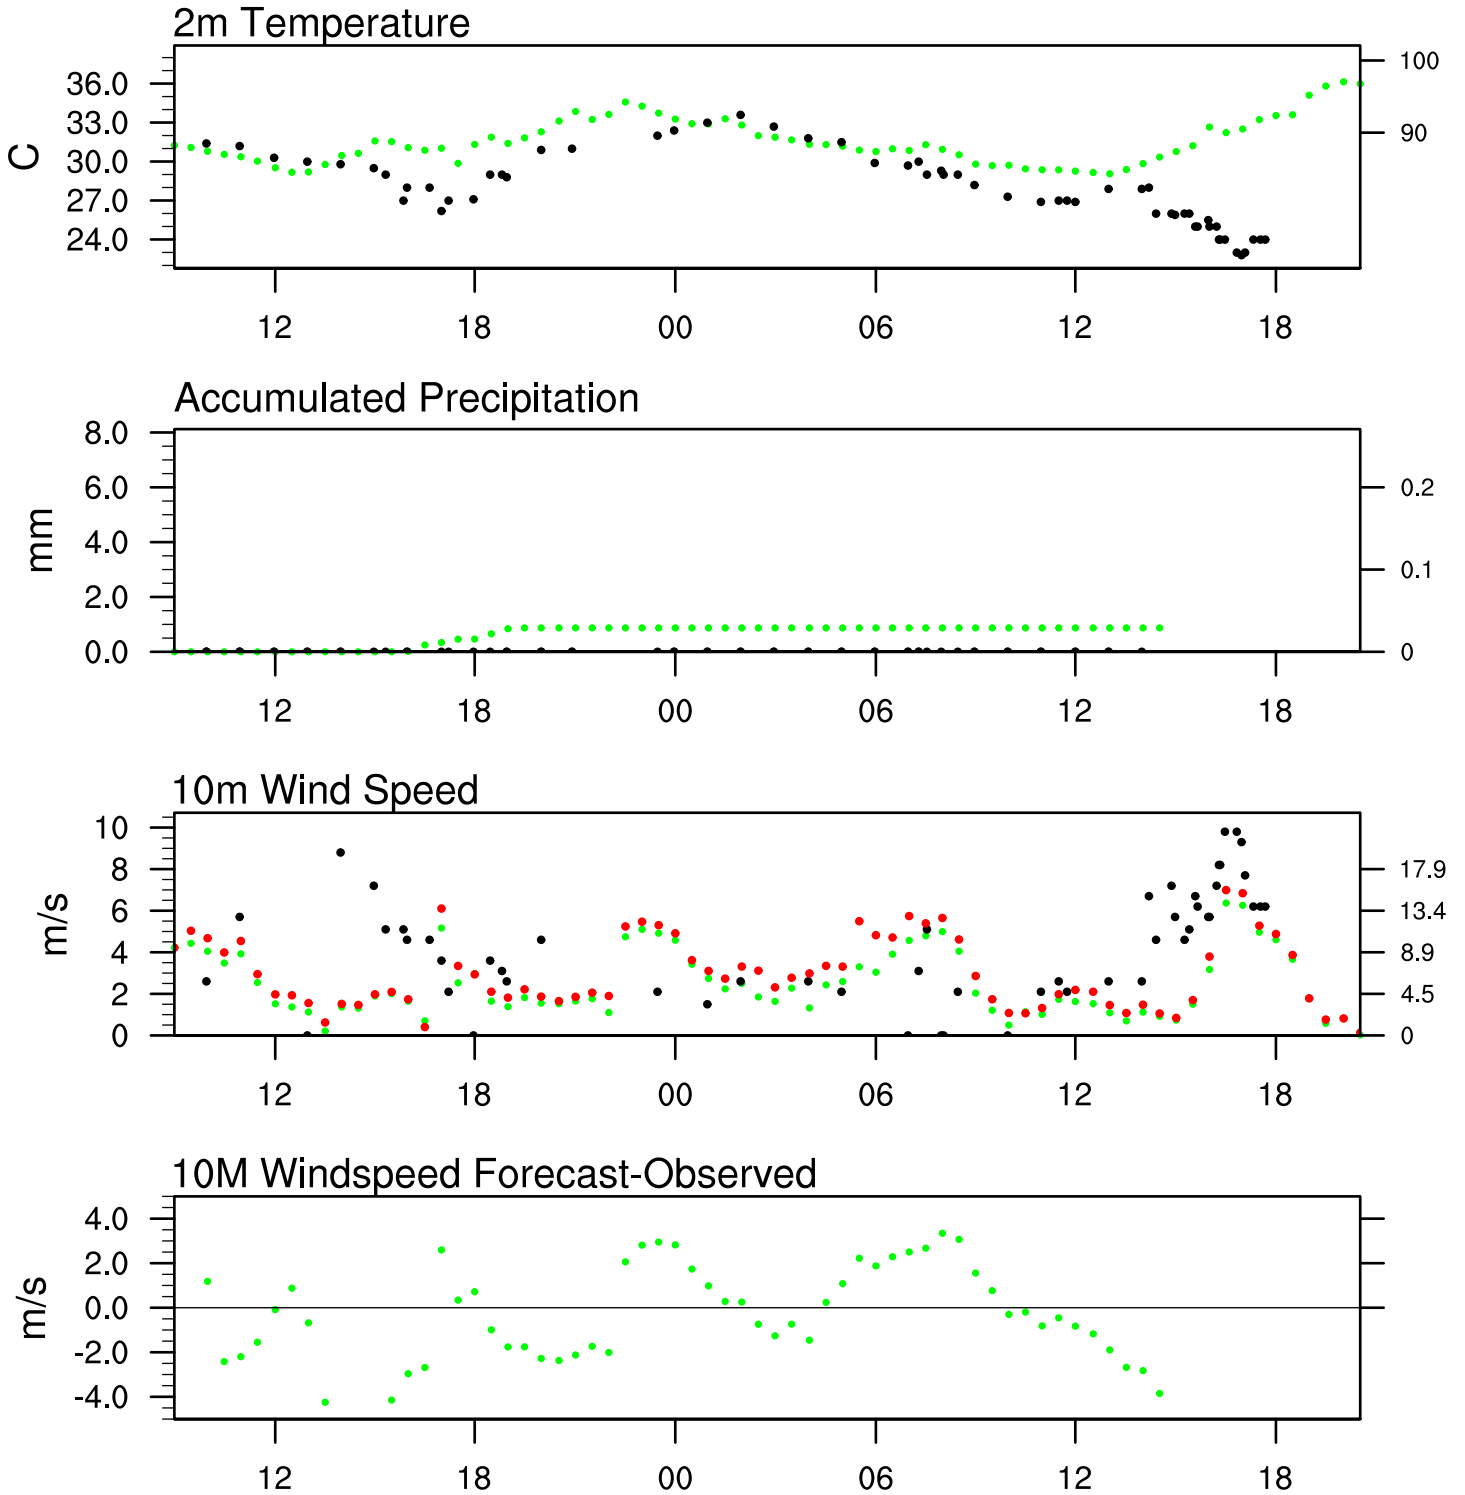 2m Temperature
C
36.0
33.0
30.0
27.0
24.0
100
90
12 18 00 06 12 18
Accumulated Precipitation
mm
8.0
6.0
4.0
2.0
0.0
0.2
0.1
0
12 18 00 06 12 18
10m Wind Speed
m/s
10
8
6
4
2
0
17.9
13.4
8.9
4.5
0
12 18 00 06 12 18
10M Windspeed Forecast-Observed
m/s
4.0
2.0
0.0
-2.0
-4.0
12 18 00 06 12 18